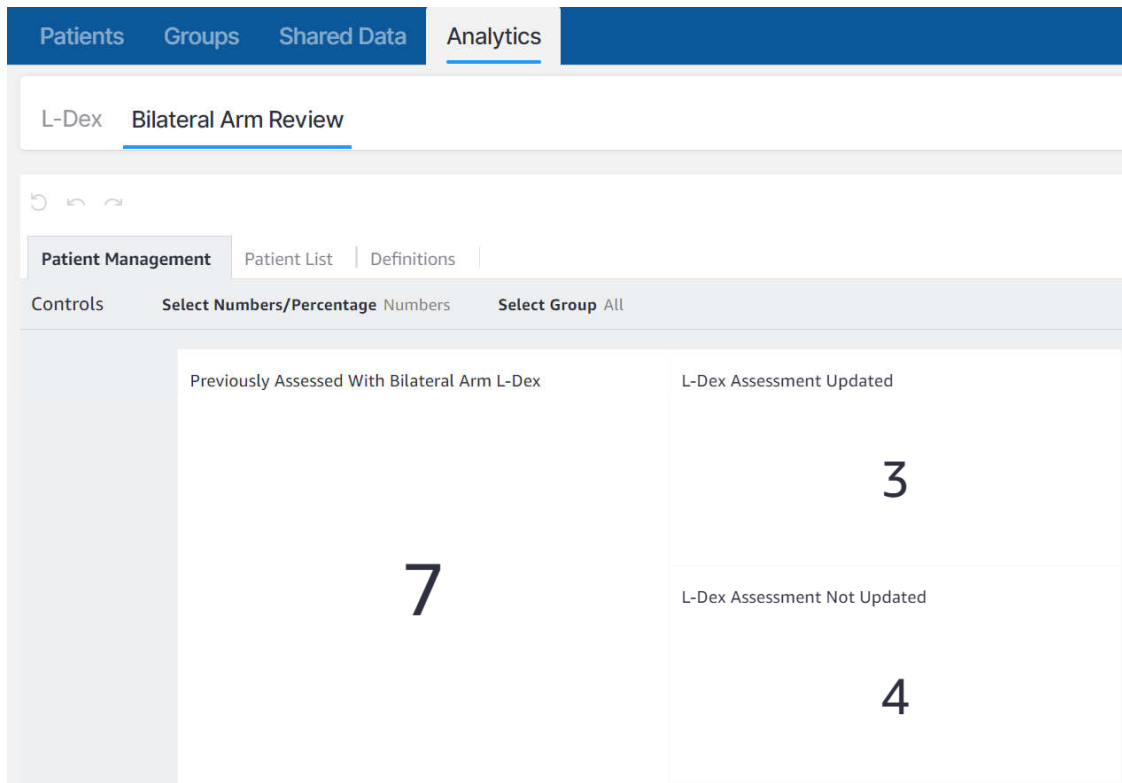 Patients Groups Shared Data Analytics
L-Dex Bilateral Arm Review
Patient Management Patient List Definitions
Controls Select Numbers/Percentage Numbers Select Group All
Previously Assessed With Bilateral Arm L-Dex
7
L-Dex Assessment Updated
3
L-Dex Assessment Not Updated
4